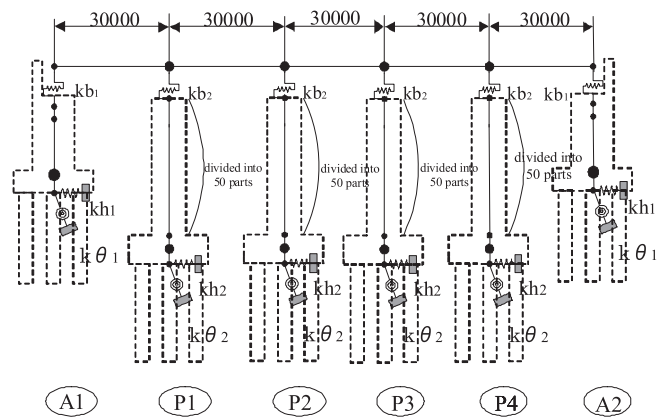 30000 30000 30000 30000 30000
kb1 kb2 kb2 kb2 kb2 kb1
divided into divided into divided into divided into
50 parts 50 parts 50 parts 50 parts
kh1 kh1
kθ1 kθ1
kh2 kh2 kh2 kh2
kθ2 kθ2 kθ2 kθ2
A1 P1 P2 P3 P4 A2